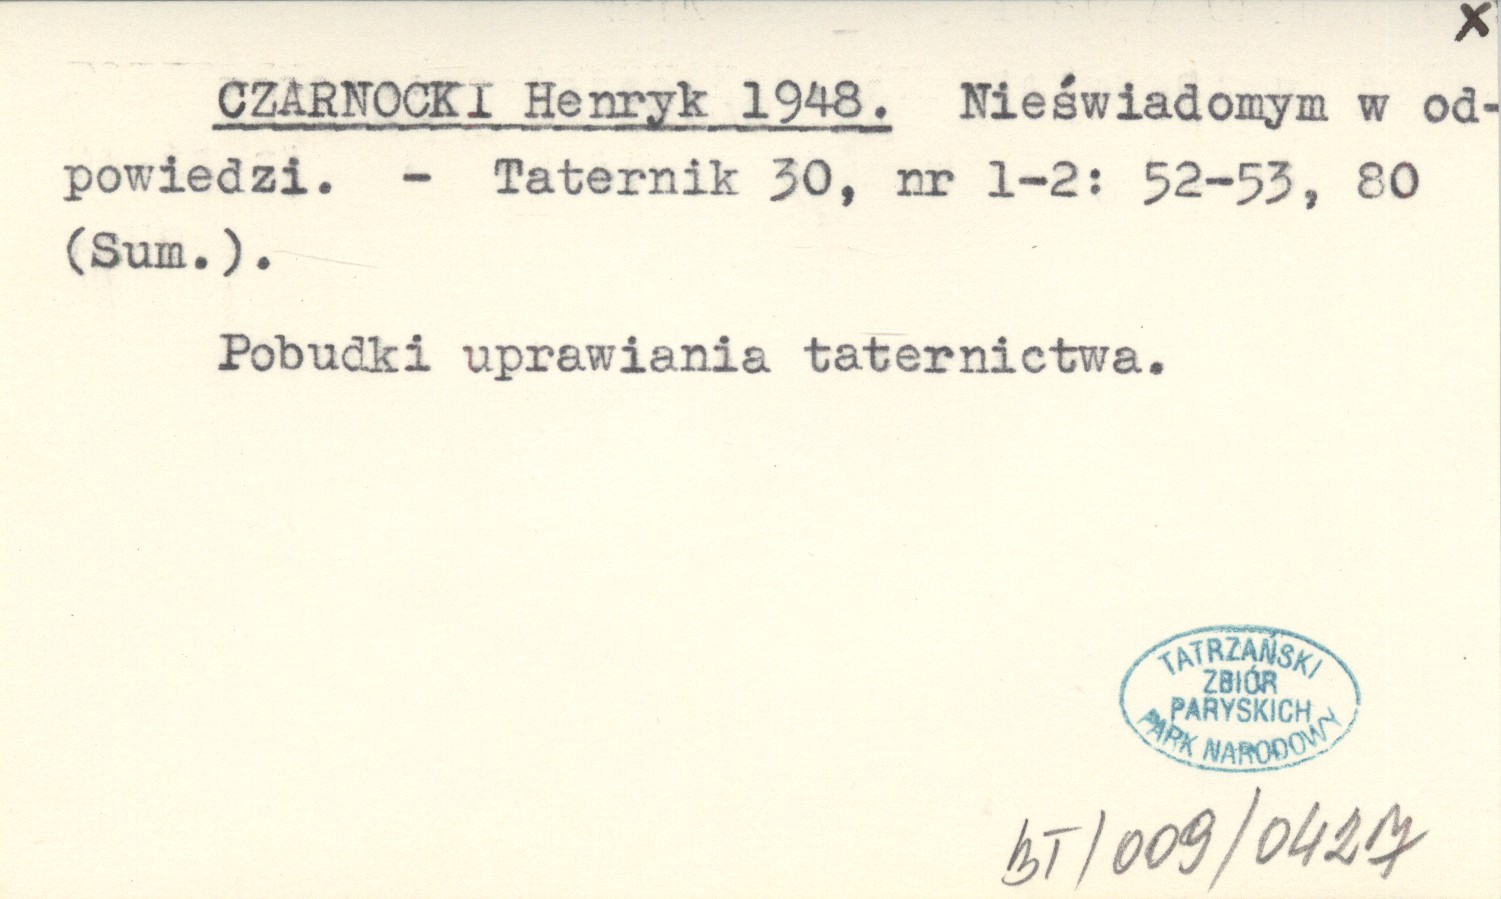 x
CZARNOCKI Henryk 1948. Nieświadomym w od-
powiedzi. - Taternik 30, nr 1-2: 52-53, 80
(Sum.).
Pobudki uprawiania taternictwa.
TATRZAŃSKI
ZBIÓR
PARYSKICH
PARK NARODOWY
BT/009/0427